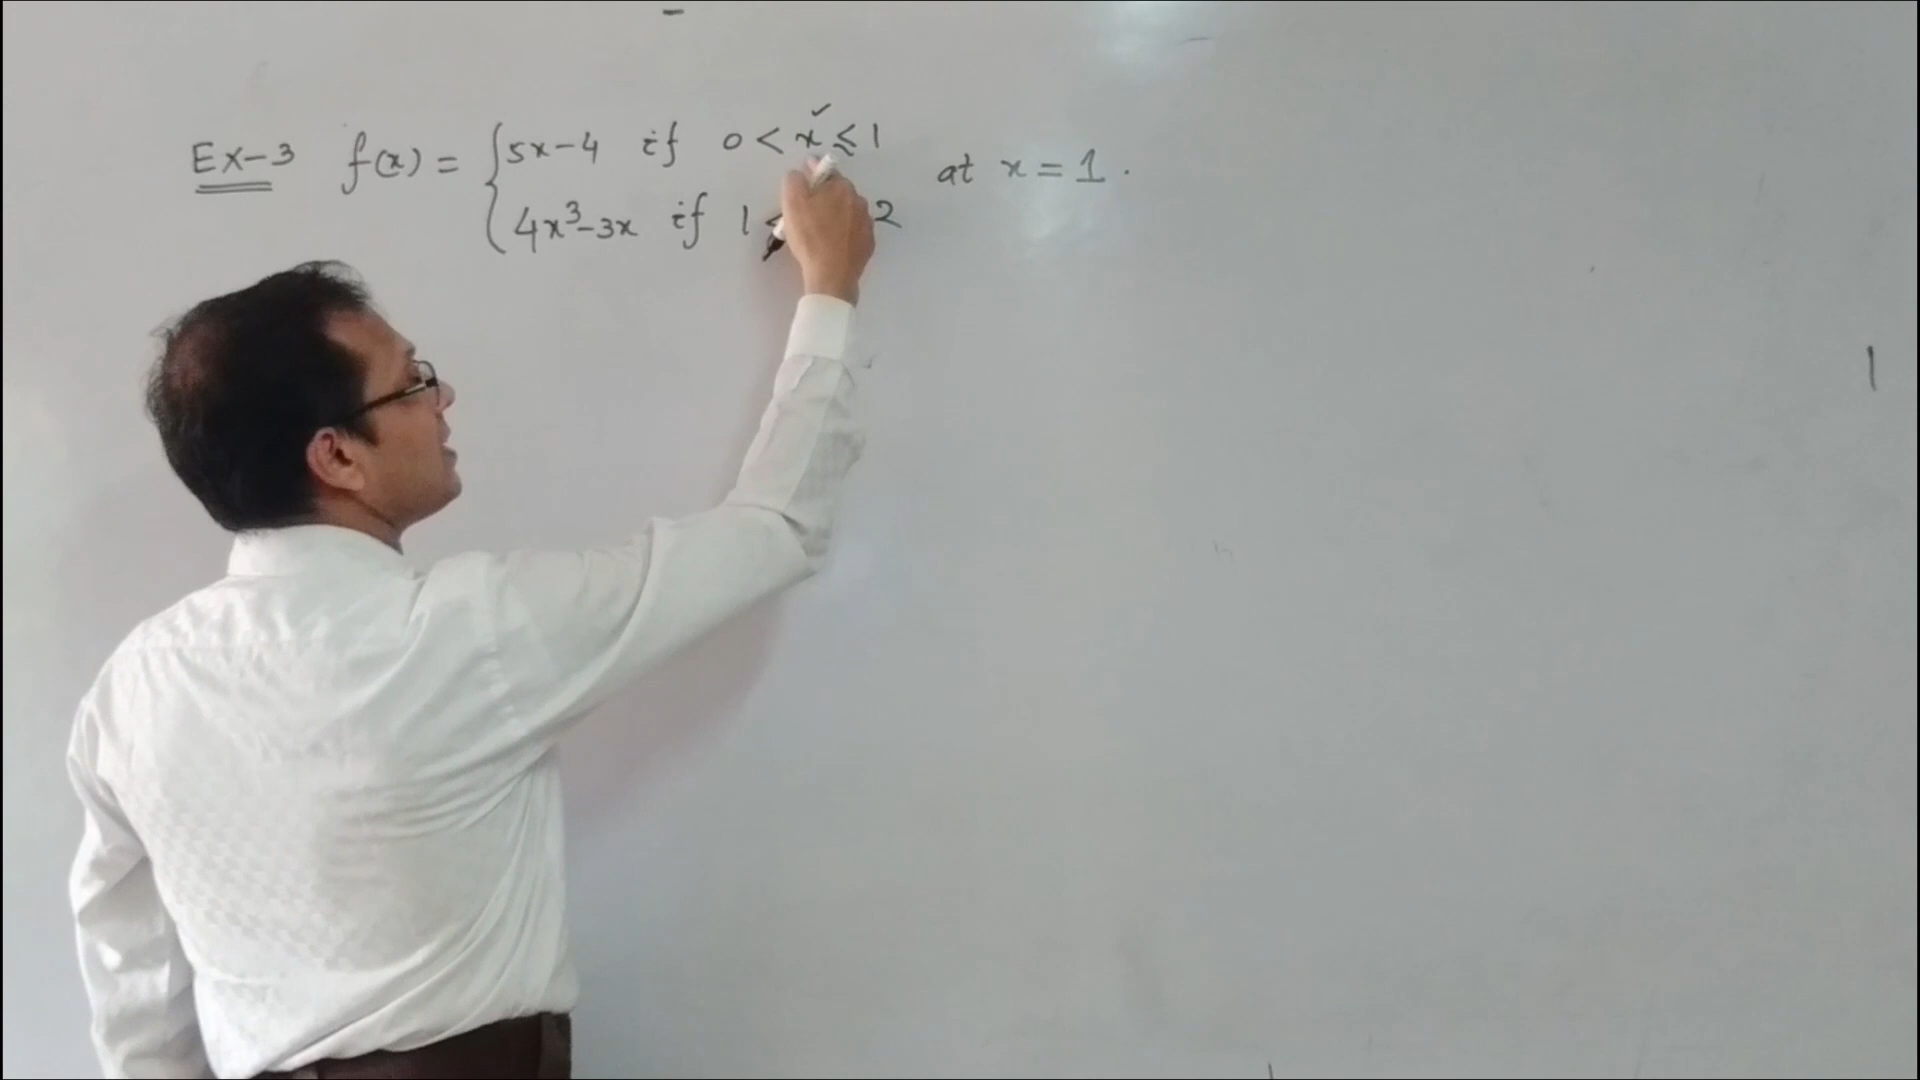 Ex-3 f(x) = { 5x-4 if 0 < x ≤ 1 at x = 1.
4x³-3x if 1 < 2